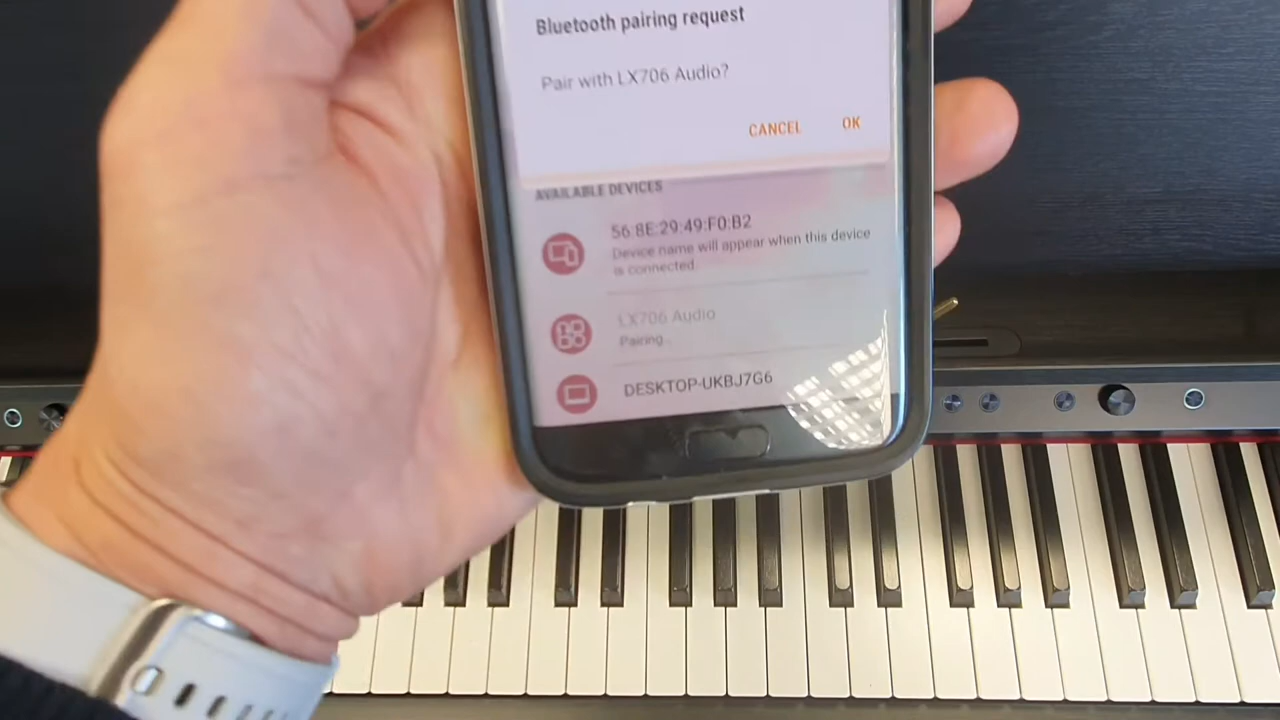 Bluetooth pairing request
Pair with LX706 Audio?
CANCEL OK
AVAILABLE DEVICES
56:8E:29:49:F0:B2
Device name will appear when this device
is connected.
LX706 Audio
Pairing...
DESKTOP-UKBJ7G6